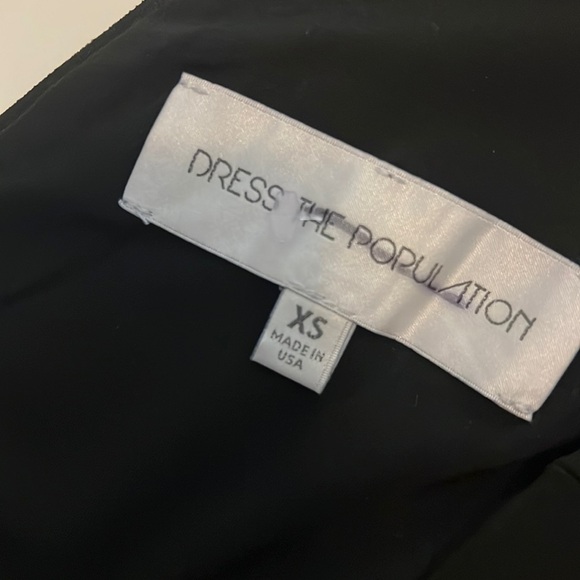 DRESS THE POPULATION
XS
MADE IN
USA